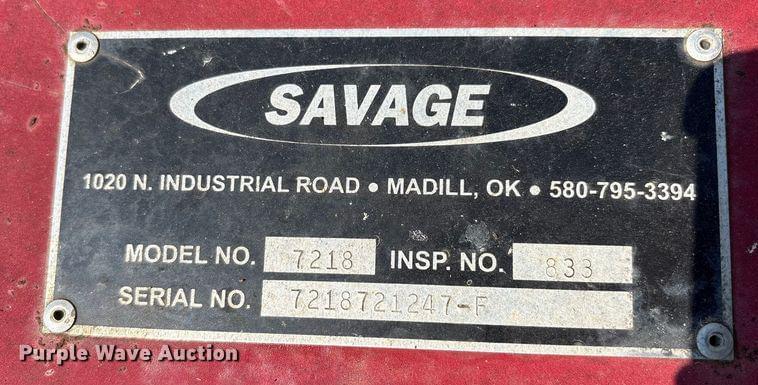 SAVAGE
1020 N. INDUSTRIAL ROAD • MADILL, OK • 580-795-3394
MODEL NO. 7218 INSP. NO. 833
SERIAL NO. 7218721247-F
Purple Wave Auction